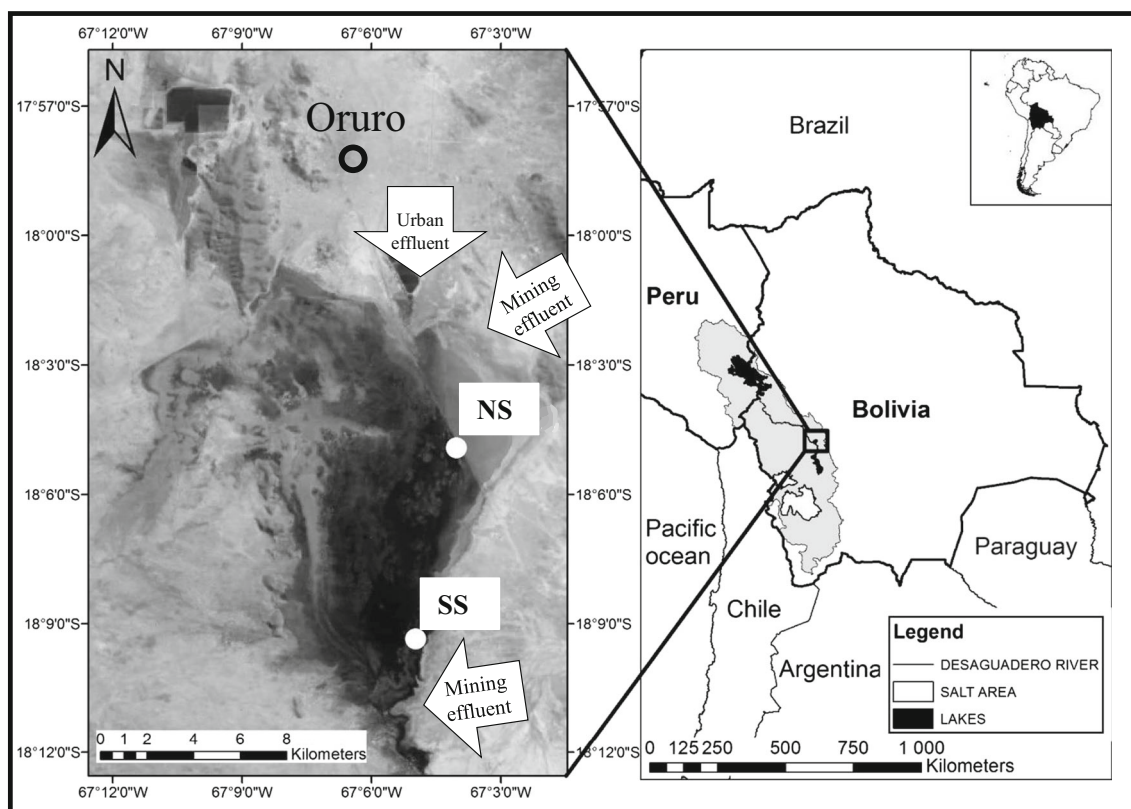 67°12'0"W 67°9'0"W 67°6'0"W 67°3'0"W
N
17°57'0"S
17°57'0"S
Oruro
Brazil
Urban
effluent
18°0'0"S
18°0'0"S
Mining
effluent
Peru
18°3'0"S
18°3'0"S
NS
Bolivia
18°6'0"S
18°6'0"S
Pacific
ocean
Paraguay
SS
Chile
18°9'0"S
18°9'0"S
Argentina
Mining
effluent
Legend
DESAGUADERO RIVER
SALT AREA
LAKES
0 1 2 4 6 8
Kilometers
18°12'0"S
18°12'0"S
0 125 250 500 750 1 000
Kilometers
67°12'0"W 67°9'0"W 67°6'0"W 67°3'0"W